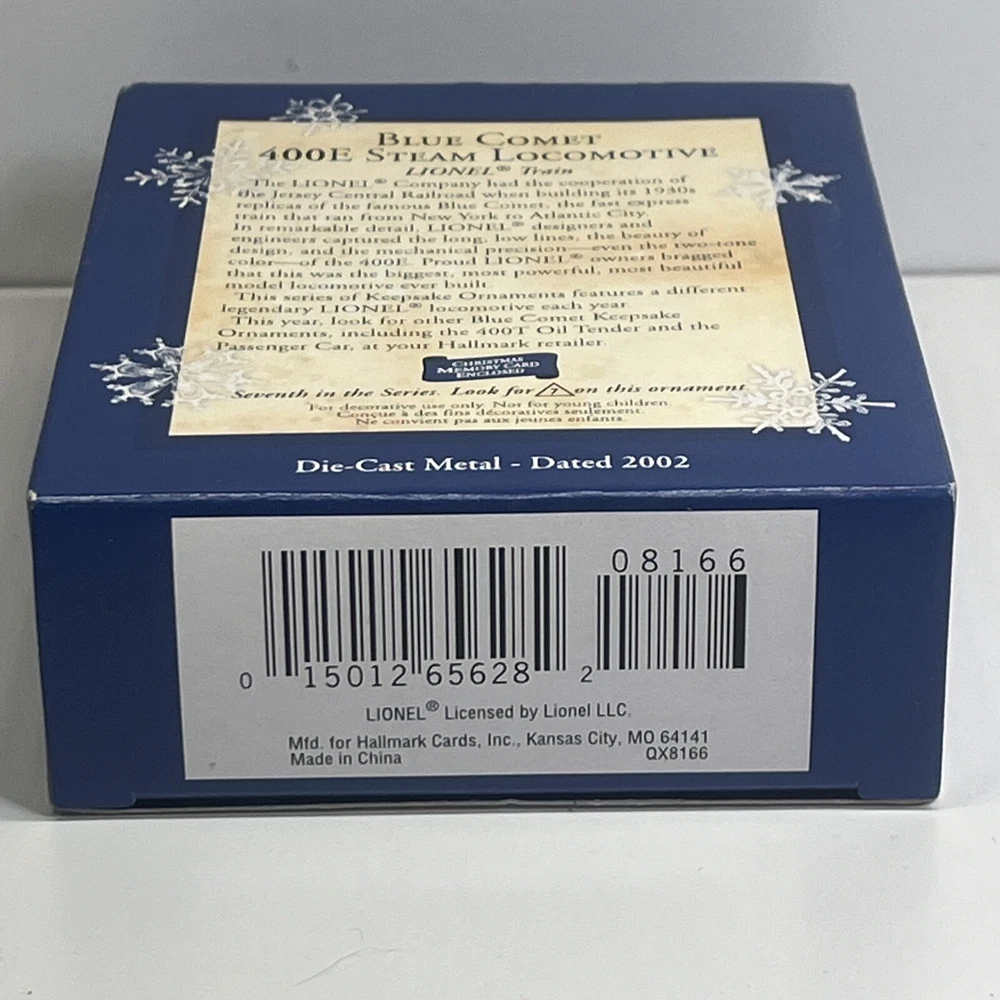 BLUE COMET
400E STEAM LOCOMOTIVE
LIONEL® Train
The LIONEL® Company had the cooperation of
the Jersey Central Railroad when building its 1930s
replicas of the famous Blue Comet, the fast express
train that ran from New York to Atlantic City.
In remarkable detail, LIONEL® designers and
engineers captured the long, low lines, the beauty of
design, and the mechanical precision—even the two-tone
color—of the 400E. Proud LIONEL® owners bragged
that this was the biggest, most powerful, most beautiful
model locomotive ever built.
This series of Keepsake Ornaments features a different
legendary LIONEL® locomotive each year.
This year, look for other Blue Comet Keepsake
Ornaments, including the 400T Oil Tender and the
Passenger Car, at your Hallmark retailer.
CHRISTMAS
MEMORY CARD
ENCLOSED
Seventh in the Series. Look for 7 on this ornament.
For decorative use only. Not for young children.
Conçue à des fins décoratives seulement.
Ne convient pas aux jeunes enfants.
Die-Cast Metal - Dated 2002
08166
0 15012 65628 2
LIONEL® Licensed by Lionel LLC.
Mfd. for Hallmark Cards, Inc., Kansas City, MO 64141
Made in China QX8166